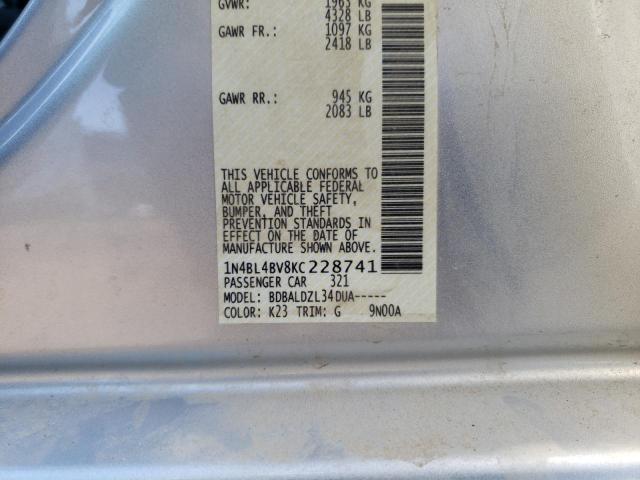 GVWR: 1963 KG
4328 LB
GAWR FR.: 1097 KG
2418 LB
GAWR RR.: 945 KG
2083 LB
THIS VEHICLE CONFORMS TO
ALL APPLICABLE FEDERAL
MOTOR VEHICLE SAFETY,
BUMPER, AND THEFT
PREVENTION STANDARDS IN
EFFECT ON THE DATE OF
MANUFACTURE SHOWN ABOVE.
1N4BL4BV8KC228741
PASSENGER CAR 321
MODEL: BDBALDZL34DUA-----
COLOR: K23 TRIM: G 9N00A